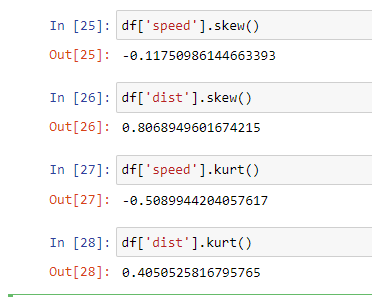 In [25]: df['speed'].skew()
Out[25]: -0.11750986144663393
In [26]: df['dist'].skew()
Out[26]: 0.8068949601674215
In [27]: df['speed'].kurt()
Out[27]: -0.5089944204057617
In [28]: df['dist'].kurt()
Out[28]: 0.4050525816795765